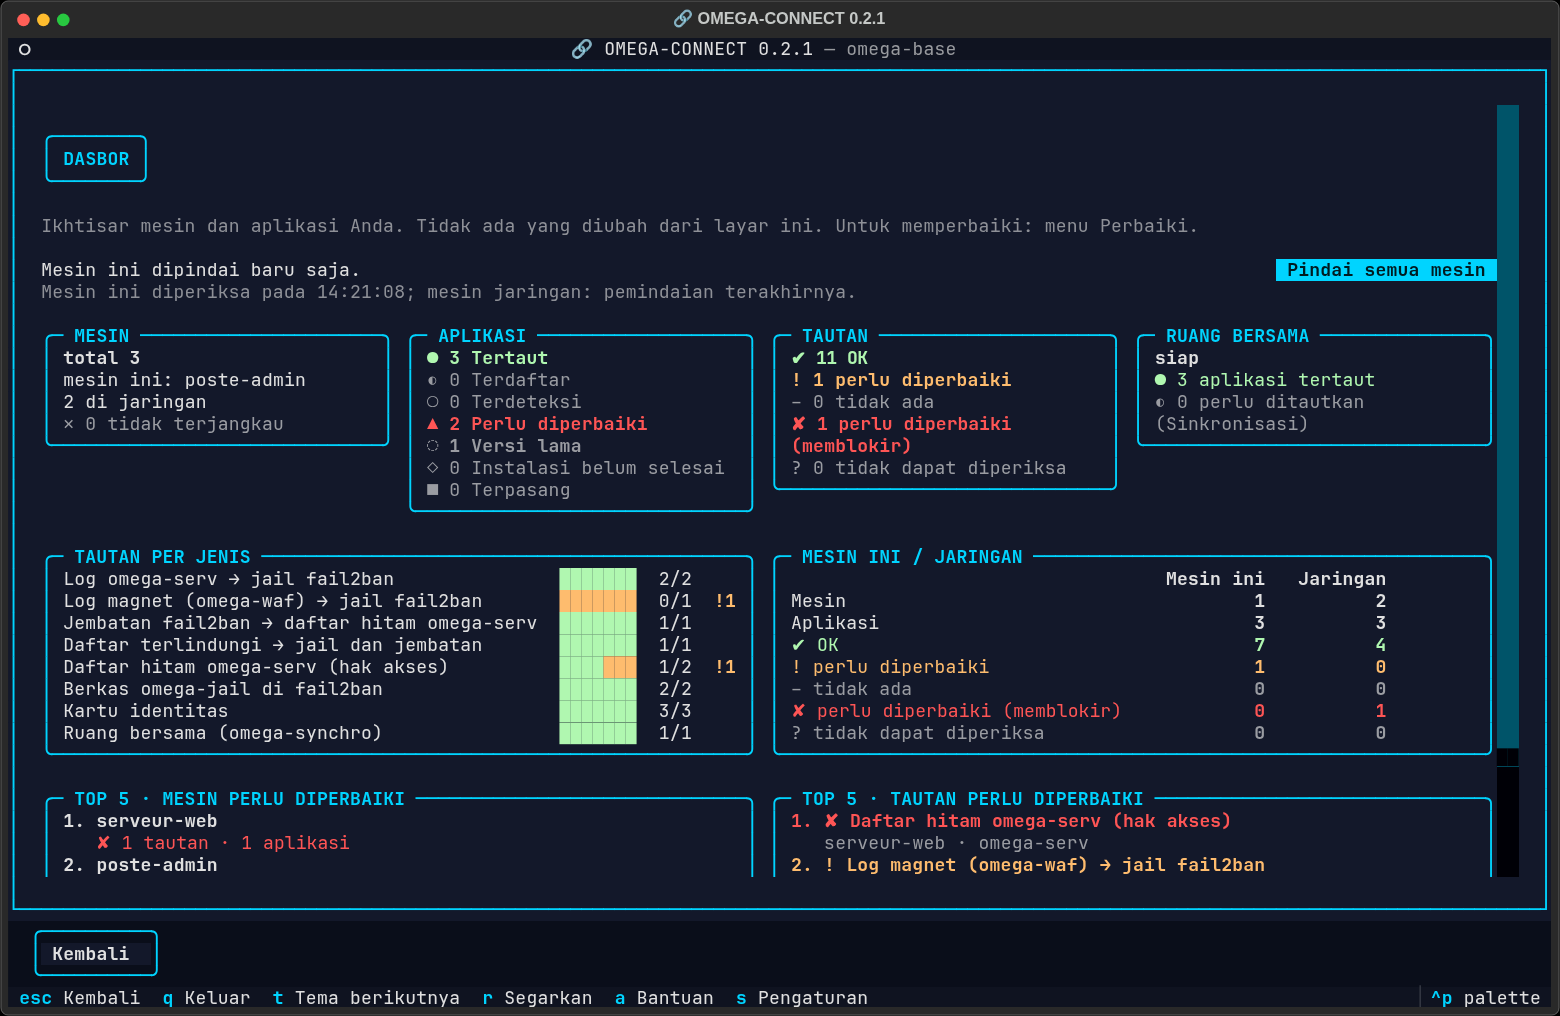 🔗 OMEGA-CONNECT 0.2.1
🔗 OMEGA-CONNECT 0.2.1 — omega-base
DASBOR
Ikhtisar mesin dan aplikasi Anda. Tidak ada yang diubah dari layar ini. Untuk memperbaiki: menu Perbaiki.
Mesin ini dipindai baru saja.
Pindai semua mesin
Mesin ini diperiksa pada 14:21:08; mesin jaringan: pemindaian terakhirnya.
MESIN
total 3
mesin ini: poste-admin
2 di jaringan
× 0 tidak terjangkau
APLIKASI
● 3 Tertaut
◐ 0 Terdaftar
○ 0 Terdeteksi
▲ 2 Perlu diperbaiki
◌ 1 Versi lama
◇ 0 Instalasi belum selesai
■ 0 Terpasang
TAUTAN
✔ 11 OK
! 1 perlu diperbaiki
– 0 tidak ada
✘ 1 perlu diperbaiki
(memblokir)
? 0 tidak dapat diperiksa
RUANG BERSAMA
siap
● 3 aplikasi tertaut
◐ 0 perlu ditautkan
(Sinkronisasi)
TAUTAN PER JENIS
Log omega-serv → jail fail2ban 2/2
Log magnet (omega-waf) → jail fail2ban 0/1 !1
Jembatan fail2ban → daftar hitam omega-serv 1/1
Daftar terlindungi → jail dan jembatan 1/1
Daftar hitam omega-serv (hak akses) 1/2 !1
Berkas omega-jail di fail2ban 2/2
Kartu identitas 3/3
Ruang bersama (omega-synchro) 1/1
MESIN INI / JARINGAN
Mesin ini Jaringan
Mesin 1 2
Aplikasi 3 3
✔ OK 7 4
! perlu diperbaiki 1 0
– tidak ada 0 0
✘ perlu diperbaiki (memblokir) 0 1
? tidak dapat diperiksa 0 0
TOP 5 · MESIN PERLU DIPERBAIKI
1. serveur-web
✘ 1 tautan · 1 aplikasi
2. poste-admin
TOP 5 · TAUTAN PERLU DIPERBAIKI
1. ✘ Daftar hitam omega-serv (hak akses)
serveur-web · omega-serv
2. ! Log magnet (omega-waf) → jail fail2ban
Kembali
esc Kembali q Keluar t Tema berikutnya r Segarkan a Bantuan s Pengaturan ^p palette